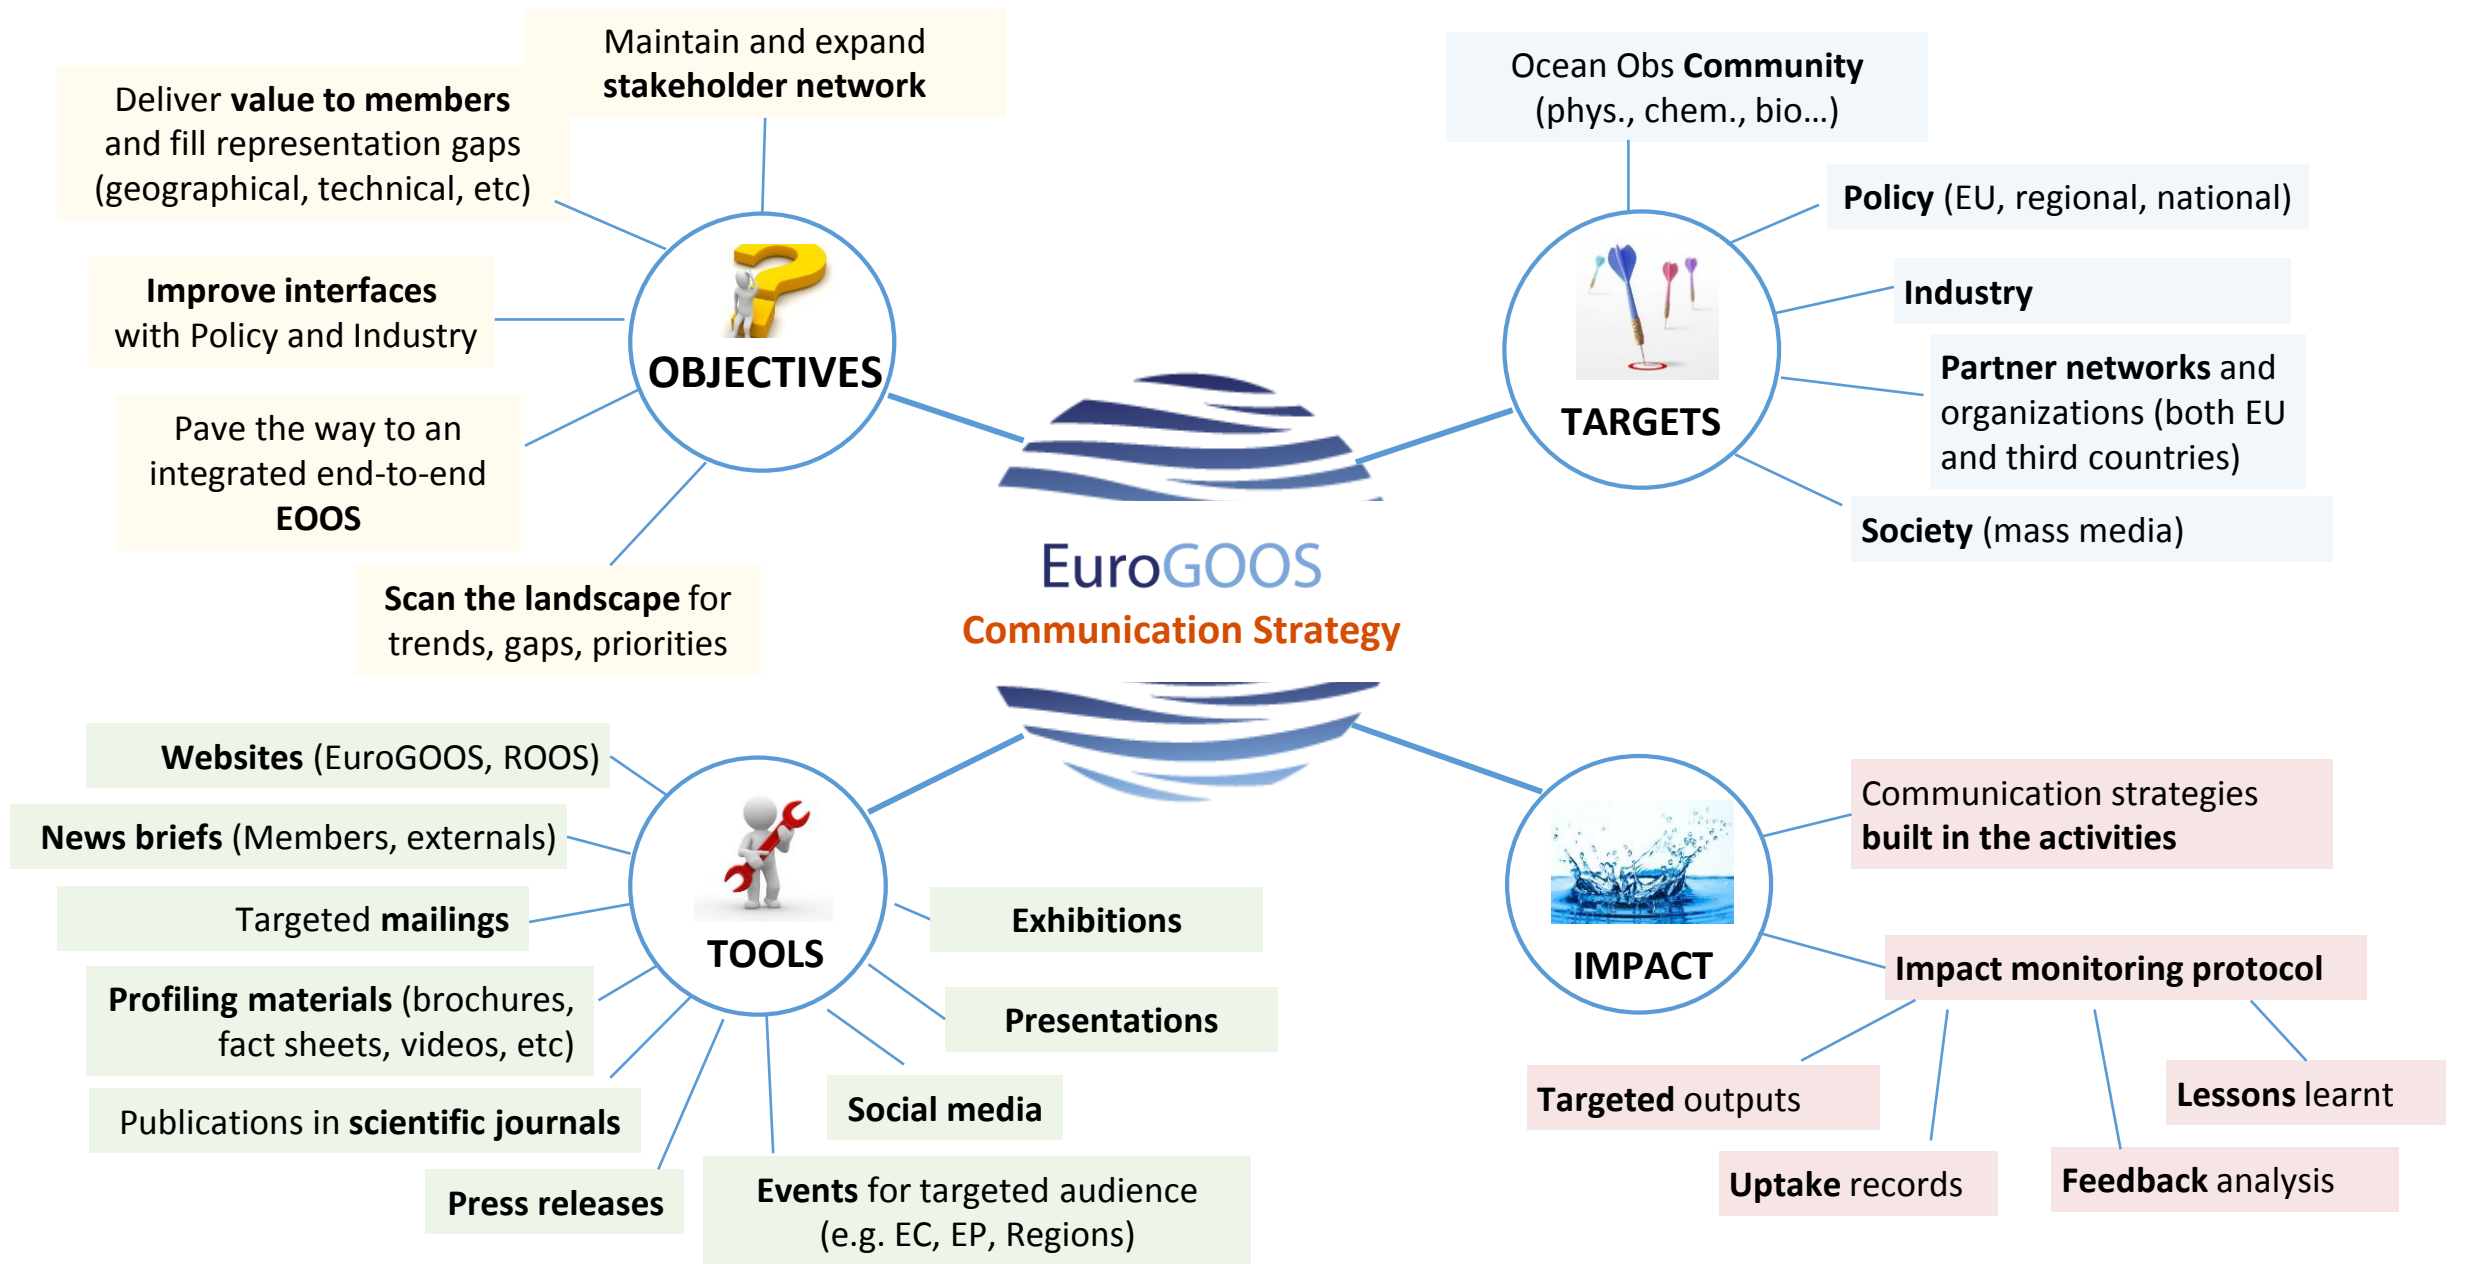 Maintain and expand
stakeholder network
Deliver value to members
and fill representation gaps
(geographical, technical, etc)
Improve interfaces
with Policy and Industry
Pave the way to an
integrated end-to-end
EOOS
Scan the landscape for
trends, gaps, priorities
OBJECTIVES
Ocean Obs Community
(phys., chem., bio...)
Policy (EU, regional, national)
Industry
Partner networks and
organizations (both EU
and third countries)
Society (mass media)
TARGETS
EuroGOOS
Communication Strategy
Websites (EuroGOOS, ROOS)
News briefs (Members, externals)
Targeted mailings
Profiling materials (brochures,
fact sheets, videos, etc)
Publications in scientific journals
Press releases
Events for targeted audience
(e.g. EC, EP, Regions)
Social media
Presentations
Exhibitions
TOOLS
IMPACT
Communication strategies
built in the activities
Impact monitoring protocol
Targeted outputs
Uptake records
Feedback analysis
Lessons learnt